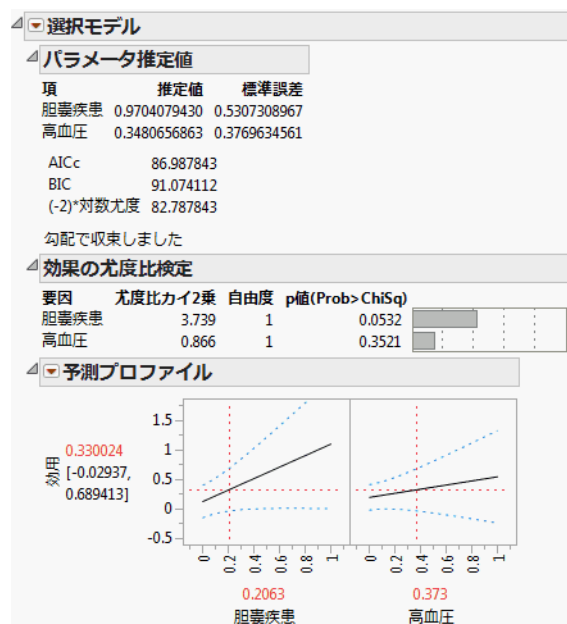 選択モデル
パラメータ推定値
項 推定値 標準誤差
胆嚢疾患 0.9704079430 0.5307308967
高血圧 0.3480656863 0.3769634561
AICc 86.987843
BIC 91.074112
(-2)*対数尤度 82.787843
勾配で収束しました
効果の尤度比検定
要因 尤度比カイ2乗 自由度 p値(Prob>ChiSq)
胆嚢疾患 3.739 1 0.0532
高血圧 0.866 1 0.3521
予測プロファイル
効用
0.330024
[-0.02937,
0.689413]
1.5
1
0.5
0
-0.5
0 0.2 0.4 0.6 0.8 1 0 0.2 0.4 0.6 0.8 1
0.2063 0.373
胆嚢疾患 高血圧